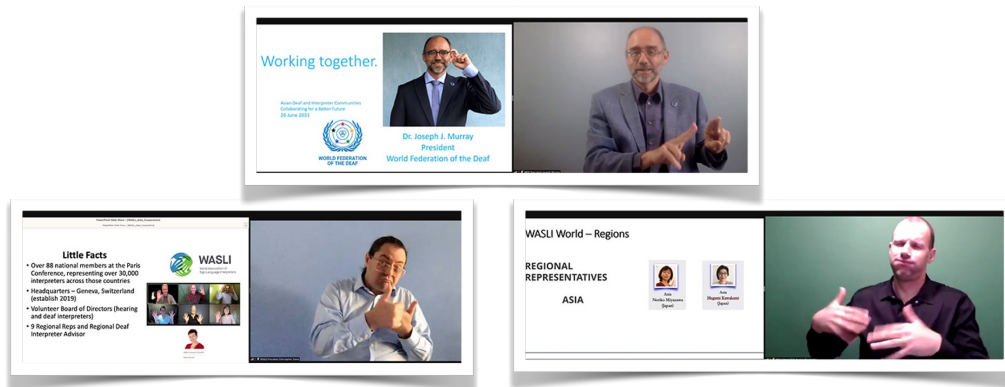 Working together.
Asian Deaf and Interpreter Communities
Collaborating for a Better Future
26 June 2021
WORLD FEDERATION
OF THE DEAF
Dr. Joseph J. Murray
President
World Federation of the Deaf
Little Facts
• Over 88 national members at the Paris
Conference, representing over 30,000
interpreters across those countries
• Headquarters – Geneva, Switzerland
(establish 2019)
• Volunteer Board of Directors (hearing
and deaf interpreters)
• 9 Regional Reps and Regional Deaf
Interpreter Advisor
WASLI
World Association of
Sign Language Interpreters
WASLI World – Regions
REGIONAL
REPRESENTATIVES
ASIA
Asia
Noriko Miyazawa
(Japan)
Asia
Megumi Kawakami
(Japan)